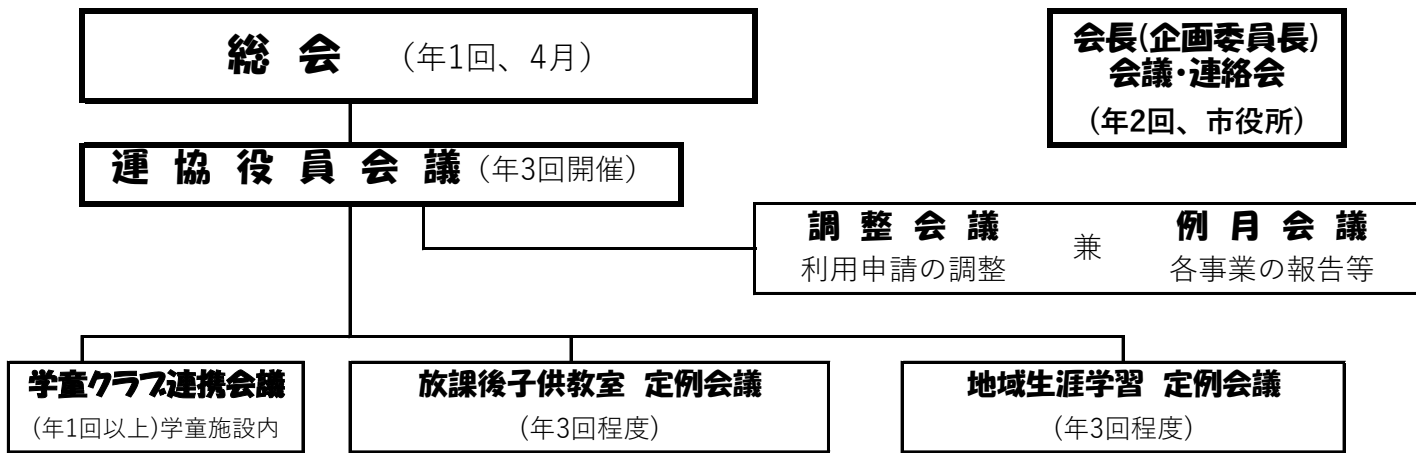 総会 （年1回、4月）
会長(企画委員長)
会議・連絡会
(年2回、市役所)
運協役員会議（年3回開催）
調整会議 兼 例月会議
利用申請の調整 各事業の報告等
学童クラブ連携会議
(年1回以上)学童施設内
放課後子供教室 定例会議
(年3回程度)
地域生涯学習 定例会議
(年3回程度)